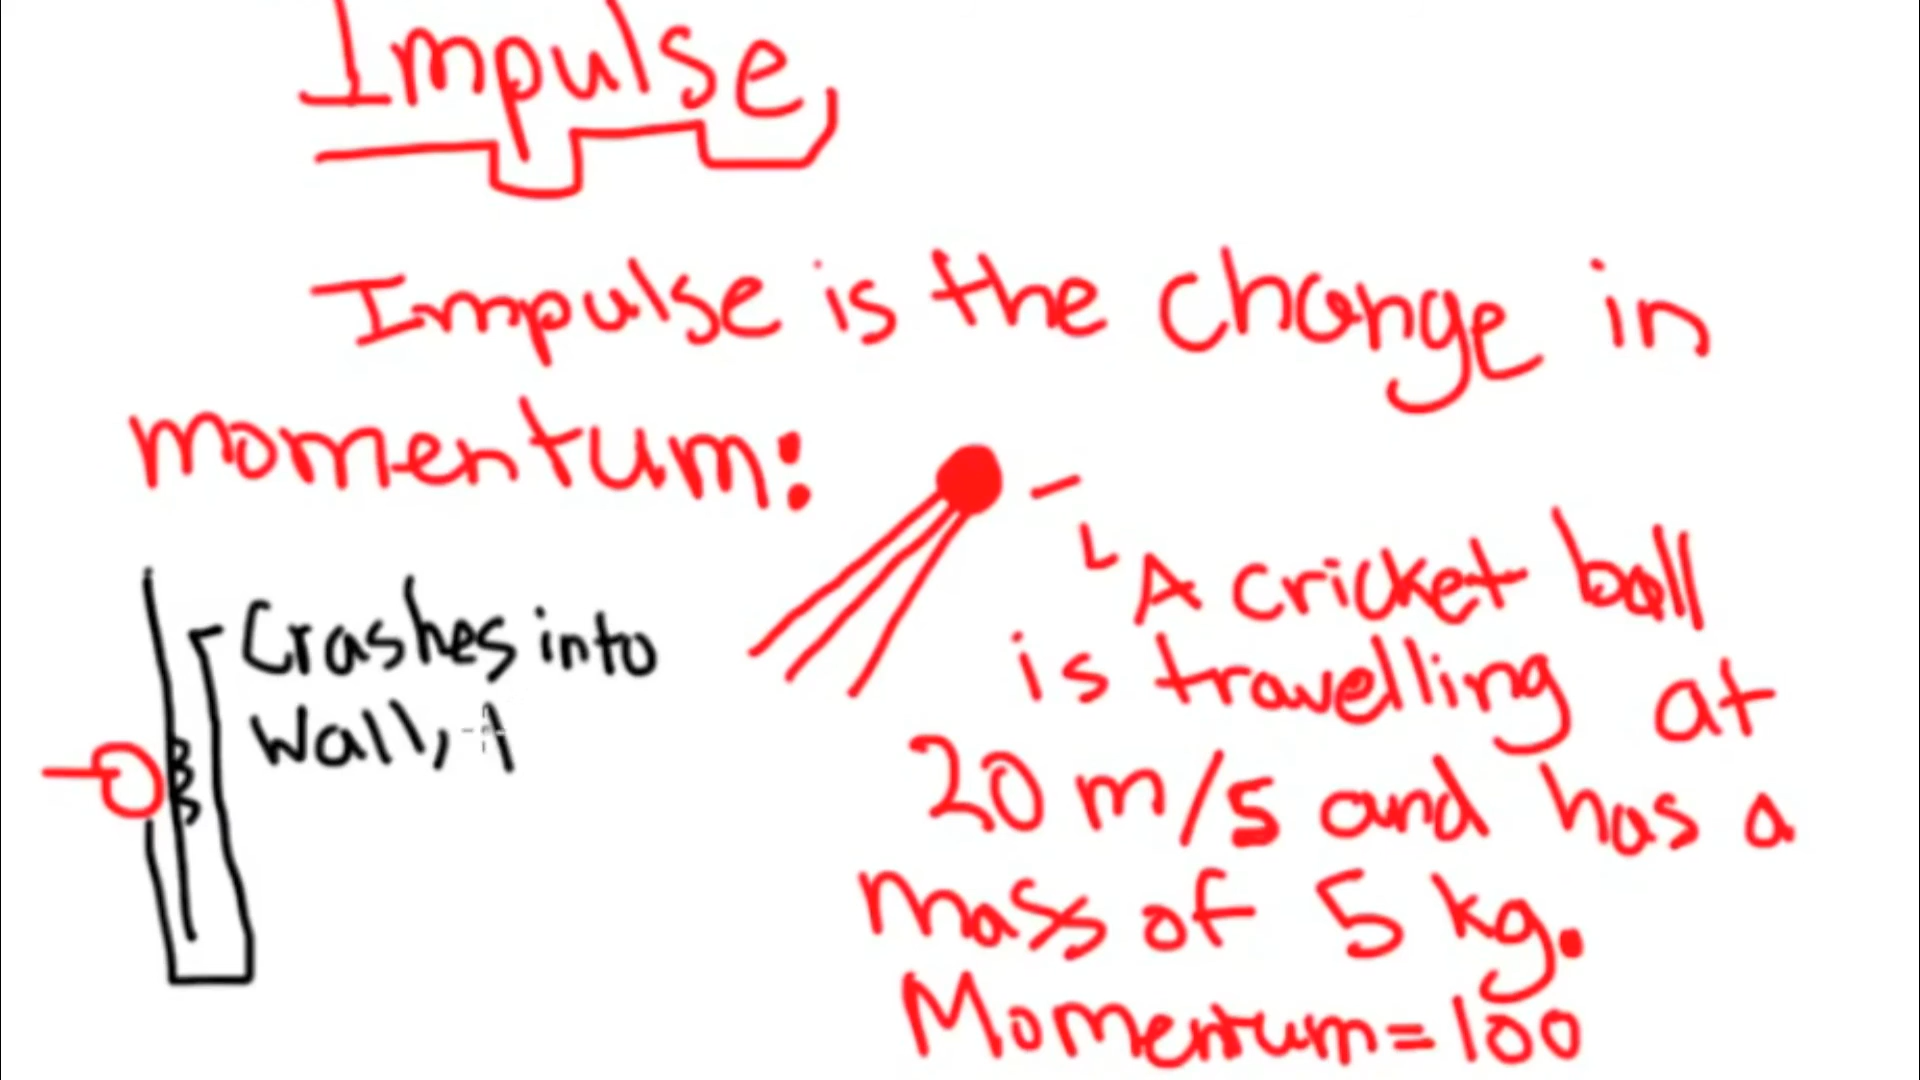 Impulse
Impulse is the change in
momentum:
Crashes into
Wall,
A cricket ball
is travelling at
20 m/s and has a
mass of 5 kg.
Momentum=100